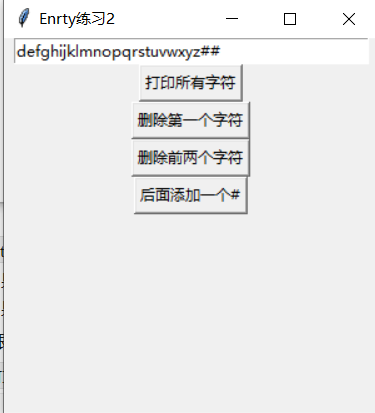 Enrty练习2
defghijklmnopqrstuvwxyz##
打印所有字符
删除第一个字符
删除前两个字符
后面添加一个#